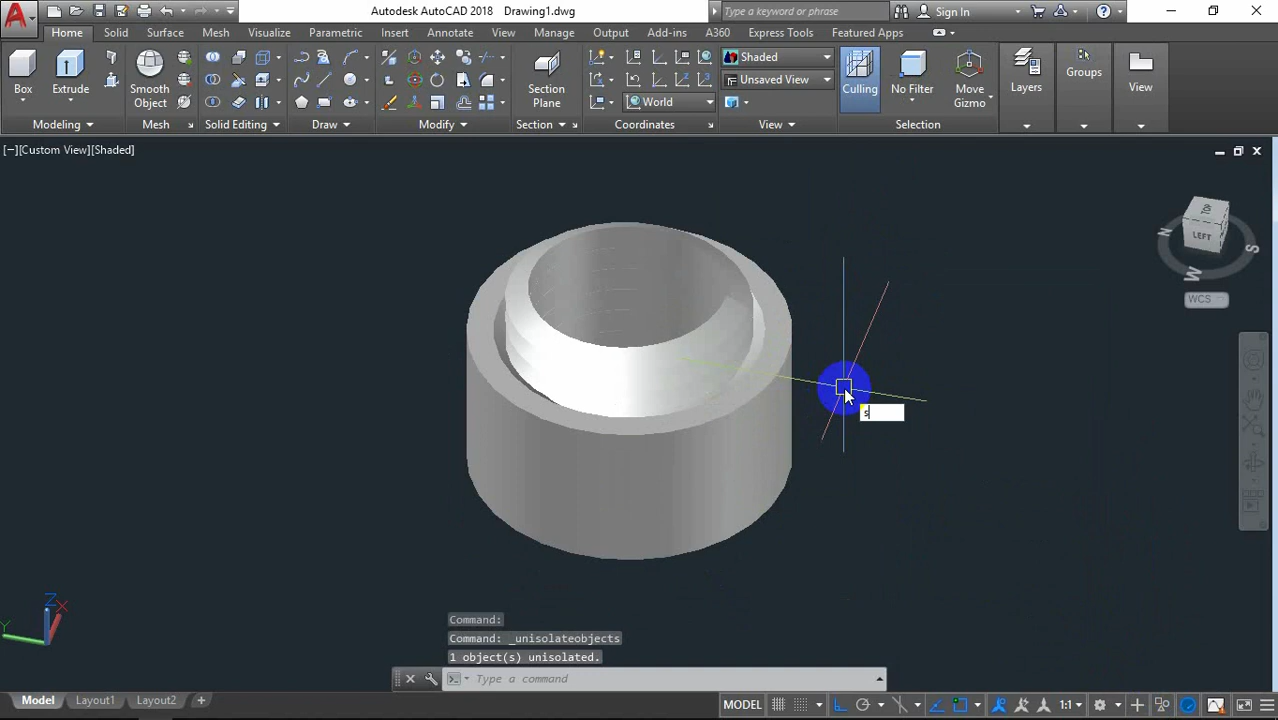 Autodesk AutoCAD 2018 Drawing1.dwg
Type a keyword or phrase
Sign In
Home Solid Surface Mesh Visualize Parametric Insert Annotate View Manage Output Add-ins A360 Express Tools Featured Apps
Box
Extrude
Smooth Object
Section Plane
World
Shaded
Unsaved View
Culling
No Filter
Move Gizmo
Layers
Groups
View
Modeling
Mesh
Solid Editing
Draw
Modify
Section
Coordinates
View
Selection
[−][Custom View][Shaded]
TOP
LEFT
N
S
W
WCS
s
Z
X
Y
Command:
Command: _unisolateobjects
1 object(s) unisolated.
Type a command
Model Layout1 Layout2 +
MODEL
1:1